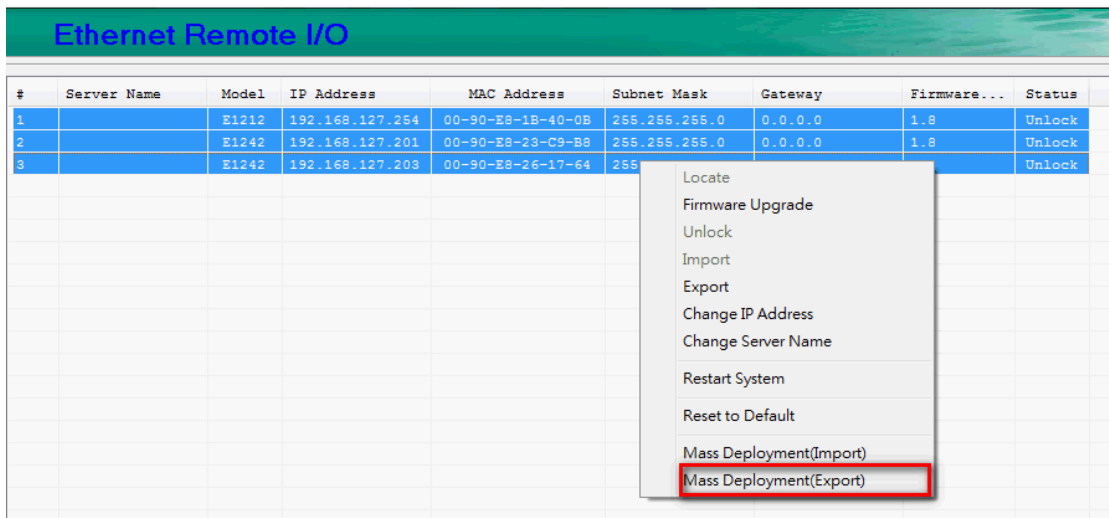 Ethernet Remote I/O
# Server Name Model IP Address MAC Address Subnet Mask Gateway Firmware... Status
1 E1212 192.168.127.254 00-90-E8-1B-40-0B 255.255.255.0 0.0.0.0 1.8 Unlock
2 E1242 192.168.127.201 00-90-E8-23-C9-B8 255.255.255.0 0.0.0.0 1.8 Unlock
3 E1242 192.168.127.203 00-90-E8-26-17-64 255 Unlock
Locate
Firmware Upgrade
Unlock
Import
Export
Change IP Address
Change Server Name
Restart System
Reset to Default
Mass Deployment(Import)
Mass Deployment(Export)